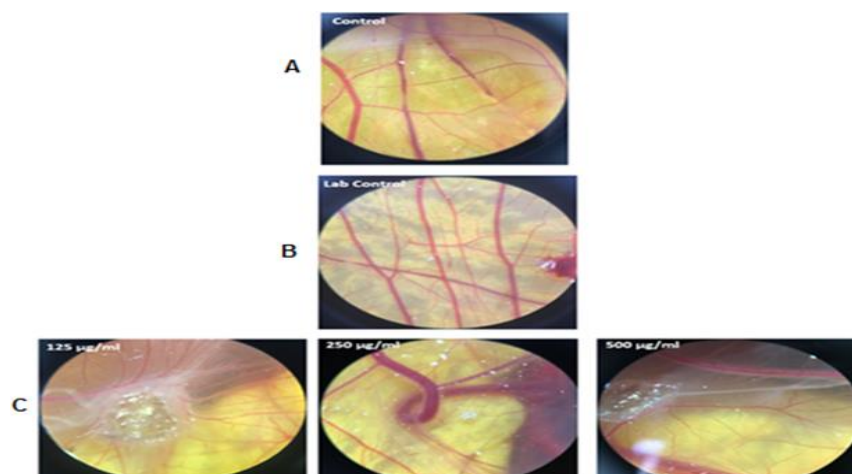 Control
A
Lab Control
B
125 µg/ml
250 µg/ml
500 µg/ml
C